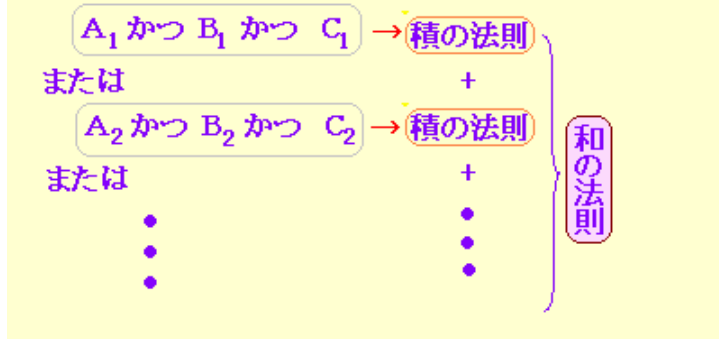 A₁ かつ B₁ かつ C₁ → 積の法則
または +
A₂ かつ B₂ かつ C₂ → 積の法則
または +
和の法則